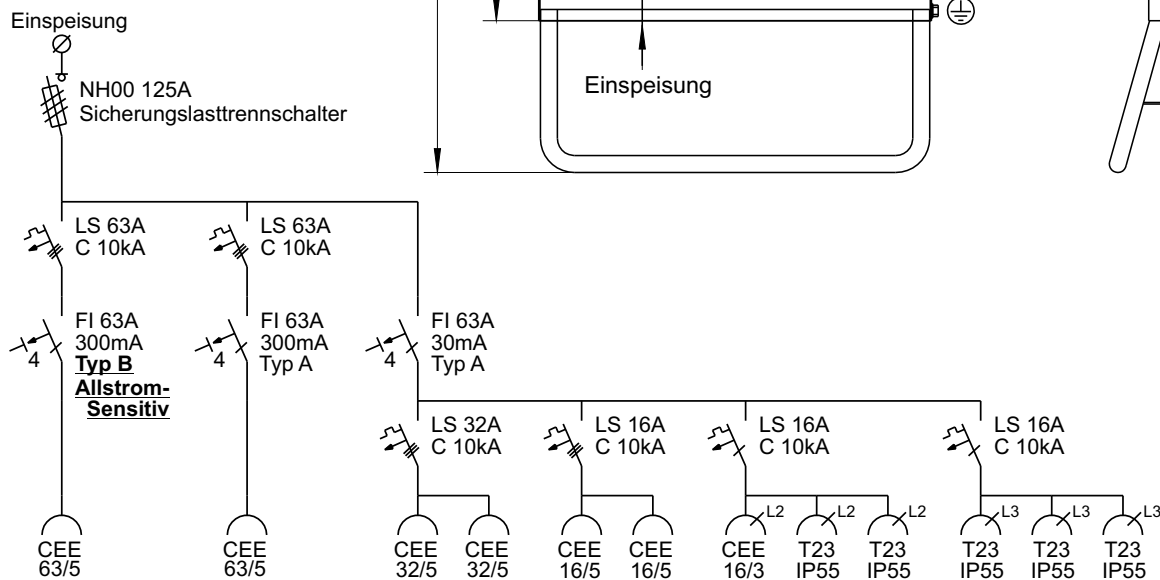 Einspeisung
NH00 125A
Sicherungslasttrennschalter
Einspeisung
LS 63A
C 10kA
LS 63A
C 10kA
FI 63A
300mA
Typ B
Allstrom-
Sensitiv
4
FI 63A
300mA
Typ A
4
FI 63A
30mA
Typ A
4
LS 32A
C 10kA
LS 16A
C 10kA
LS 16A
C 10kA
LS 16A
C 10kA
L2
L2
L2
L3
L3
L3
CEE
63/5
CEE
63/5
CEE
32/5
CEE
32/5
CEE
16/5
CEE
16/5
CEE
16/3
T23
IP55
T23
IP55
T23
IP55
T23
IP55
T23
IP55